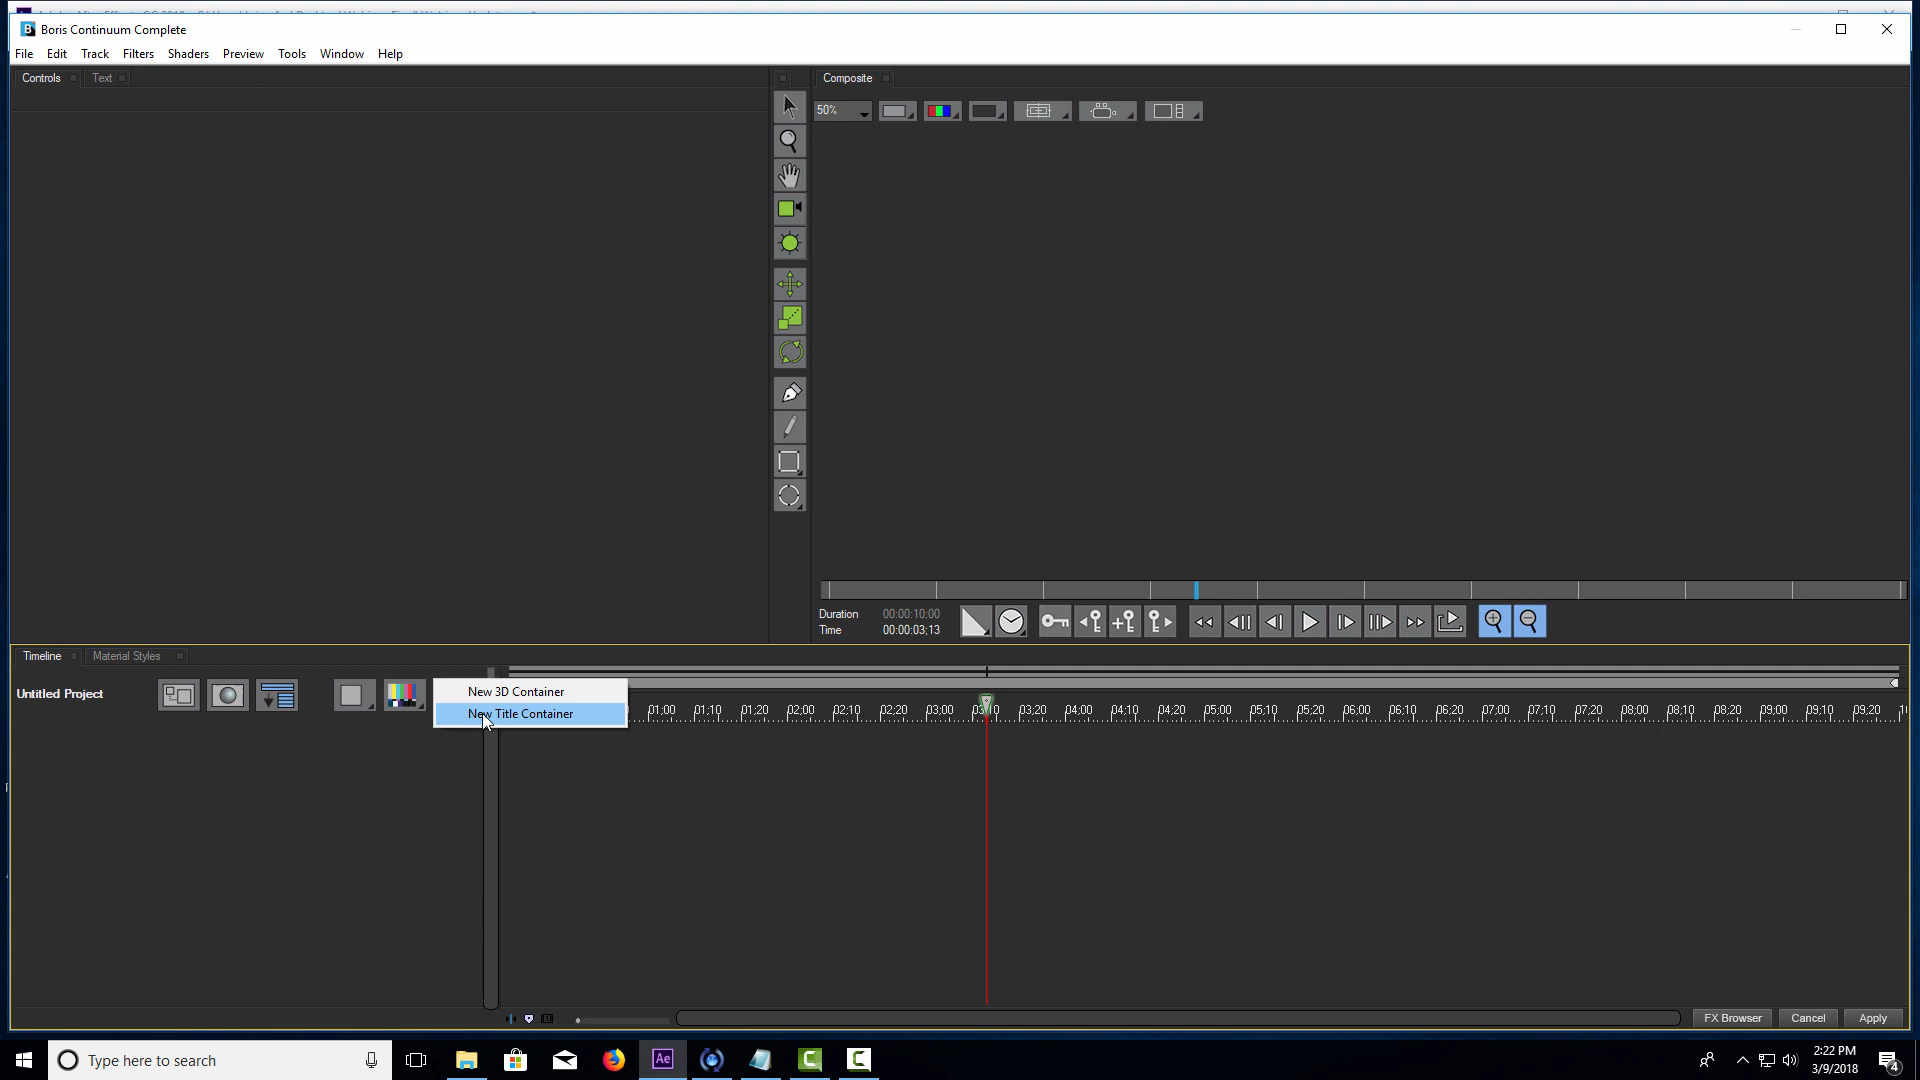 Boris Continuum Complete
File Edit Track Filters Shaders Preview Tools Window Help
Controls Text
Composite
50%
Duration 00:00:10;00
Time 00:00:03;13
Timeline Material Styles
Untitled Project
New 3D Container
New Title Container
01;00 01;10 01;20 02;00 02;10 02;20 03;00 03;10 03;20 04;00 04;10 04;20 05;00 05;10 05;20 06;00 06;10 06;20 07;00 07;10 07;20 08;00 08;10 08;20 09;00 09;10 09;20
FX Browser Cancel Apply
Type here to search
Ae
2:22 PM
3/9/2018
4